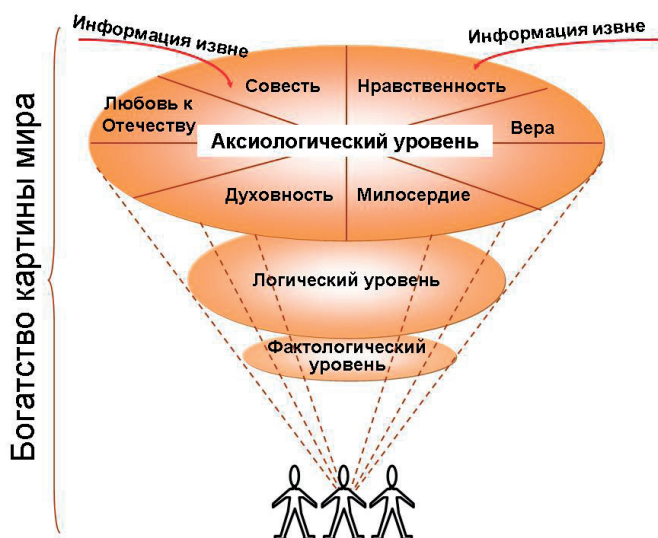 Информация извне
Информация извне
Совесть
Нравственность
Любовь к
Отечеству
Вера
Аксиологический уровень
Духовность
Милосердие
Логический уровень
Фактологический
уровень
Богатство картины мира